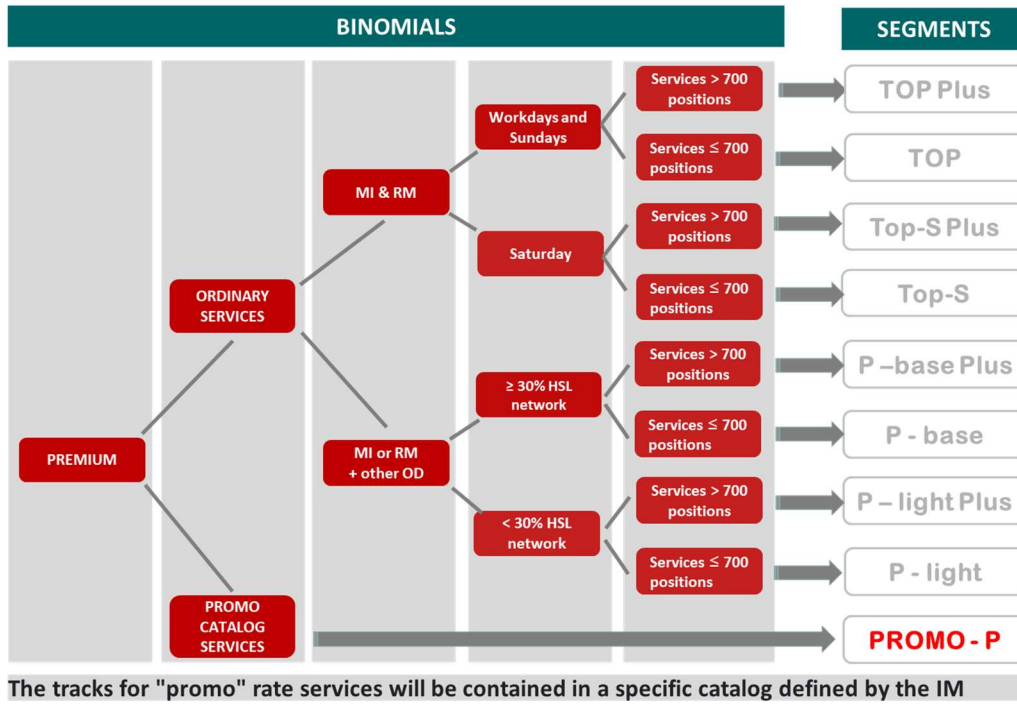 BINOMIALS
SEGMENTS
Services > 700
positions
TOP Plus
Workdays and
Sundays
Services ≤ 700
positions
TOP
MI & RM
Services > 700
positions
Top-S Plus
Saturday
Services ≤ 700
positions
Top-S
ORDINARY
SERVICES
Services > 700
positions
P –base Plus
≥ 30% HSL
network
Services ≤ 700
positions
P - base
PREMIUM
MI or RM
+ other OD
Services > 700
positions
P – light Plus
< 30% HSL
network
Services ≤ 700
positions
P - light
PROMO
CATALOG
SERVICES
PROMO - P
The tracks for "promo" rate services will be contained in a specific catalog defined by the IM